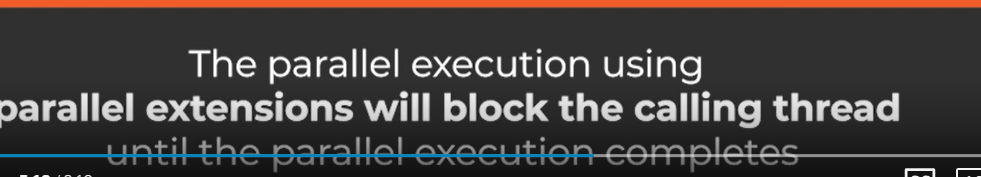 The parallel execution using
parallel extensions will block the calling thread
until the parallel execution completes